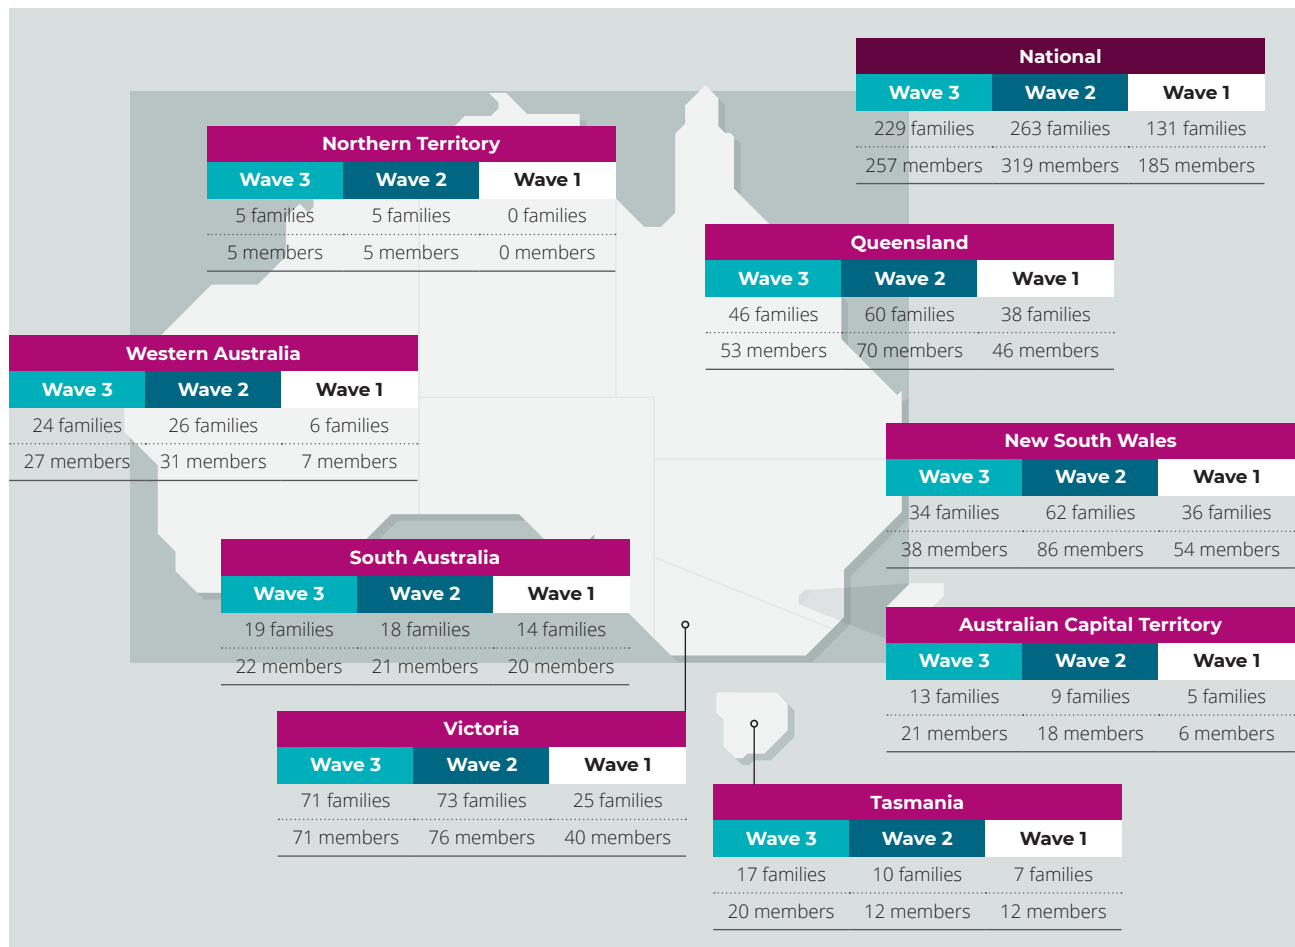 National
Wave 3 Wave 2 Wave 1
229 families 263 families 131 families
257 members 319 members 185 members
Northern Territory
Wave 3 Wave 2 Wave 1
5 families 5 families 0 families
5 members 5 members 0 members
Queensland
Wave 3 Wave 2 Wave 1
46 families 60 families 38 families
53 members 70 members 46 members
Western Australia
Wave 3 Wave 2 Wave 1
24 families 26 families 6 families
27 members 31 members 7 members
New South Wales
Wave 3 Wave 2 Wave 1
34 families 62 families 36 families
38 members 86 members 54 members
South Australia
Wave 3 Wave 2 Wave 1
19 families 18 families 14 families
22 members 21 members 20 members
Australian Capital Territory
Wave 3 Wave 2 Wave 1
13 families 9 families 5 families
21 members 18 members 6 members
Victoria
Wave 3 Wave 2 Wave 1
71 families 73 families 25 families
71 members 76 members 40 members
Tasmania
Wave 3 Wave 2 Wave 1
17 families 10 families 7 families
20 members 12 members 12 members